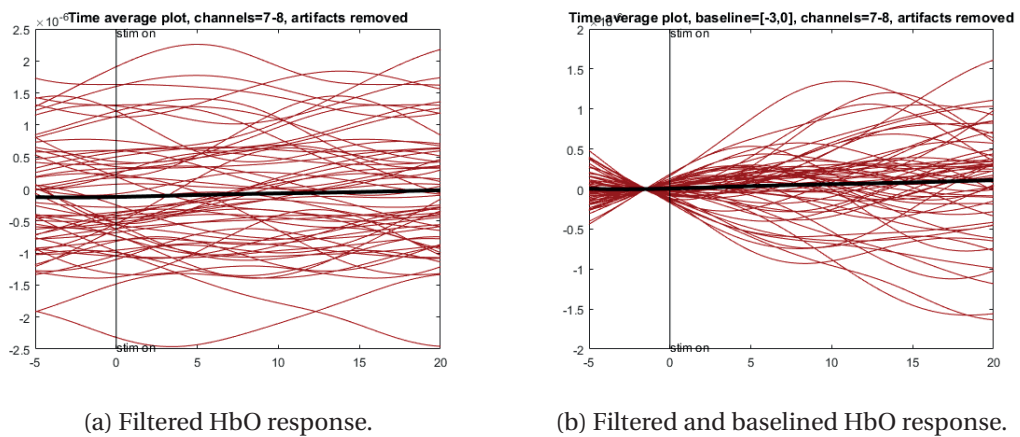 ×10-6 Time average plot, channels=7-8, artifacts removed
2.5
2
1.5
1
0.5
0
-0.5
-1
-1.5
-2
-2.5
stim on
stim on
-5 0 5 10 15 20
(a) Filtered HbO response.
Time average plot, baseline=[-3,0], channels=7-8, artifacts removed
2
1.5
1
0.5
0
-0.5
-1
-1.5
-2
stim on
stim on
-5 0 5 10 15 20
(b) Filtered and baselined HbO response.